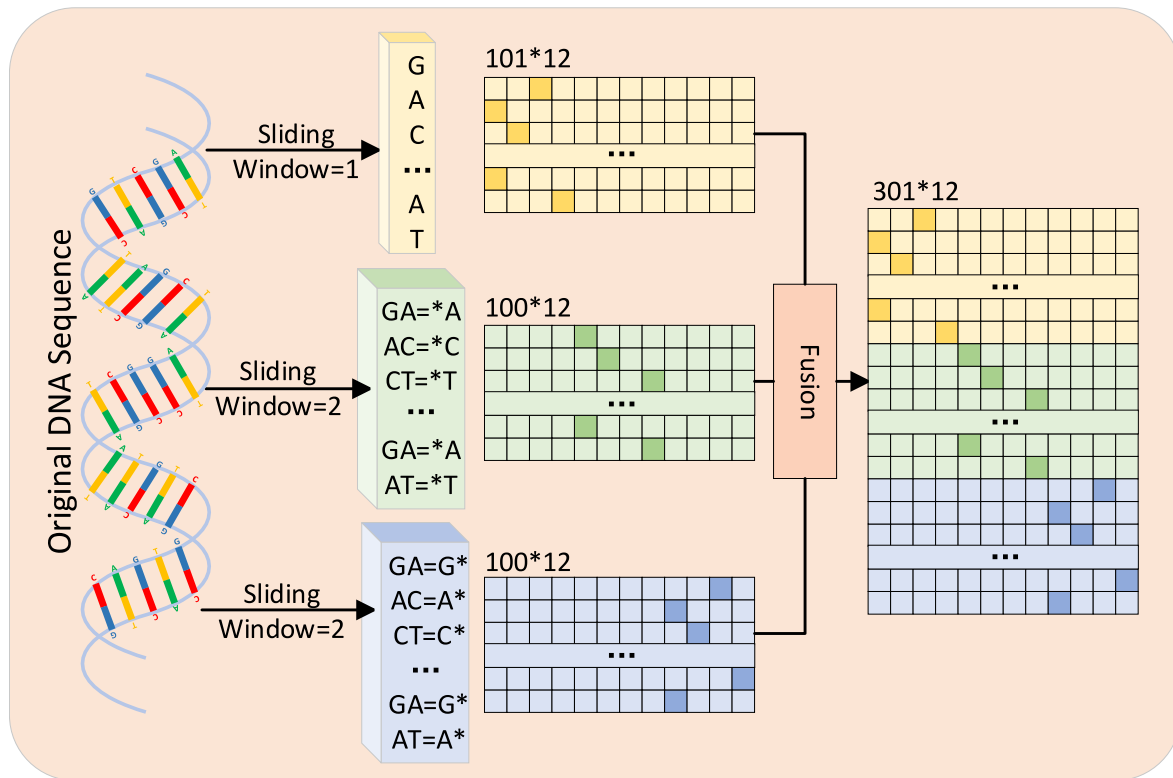 Original DNA Sequence
Sliding
Window=1
G
A
C
...
A
T
101*12
...
Sliding
Window=2
GA=*A
AC=*C
CT=*T
...
GA=*A
AT=*T
100*12
...
Sliding
Window=2
GA=G*
AC=A*
CT=C*
...
GA=G*
AT=A*
100*12
...
Fusion
301*12
...
...
...